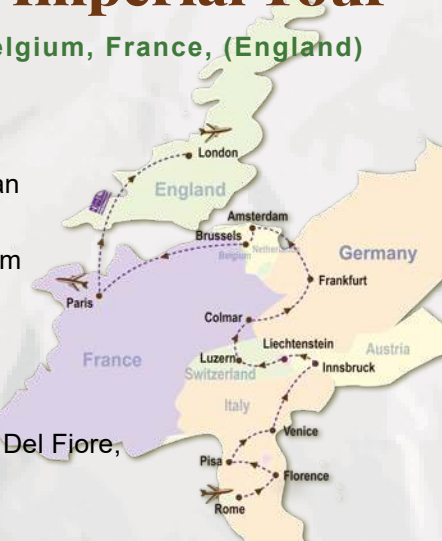 Imperial Tour
elgium, France, (England)
an
London
England
Amsterdam
m
Brussels
Netherlands
Belgium
Germany
Frankfurt
Paris
Colmar
Liechtenstein
France
Luzern
Austria
Switzerland
Innsbruck
Italy
Venice
Del Fiore,
Pisa
Florence
Rome